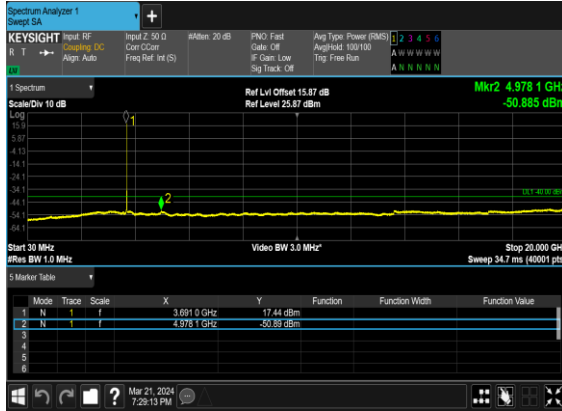 Spectrum Analyzer 1
Swept SA
+
KEYSIGHT
R T
Input: RF
Coupling: DC
Align: Auto
Input Z: 50 Ω
Corr CCorr
Freq Ref: Int (S)
#Atten: 20 dB
PNO: Fast
Gate: Off
IF Gain: Low
Sig Track: Off
Avg Type: Power (RMS)
Avg|Hold: 100/100
Trig: Free Run
1 2 3 4 5 6
A W W W W W
A N N N N N
1 Spectrum
Scale/Div 10 dB
Ref Lvl Offset 15.87 dB
Ref Level 25.87 dBm
Mkr2 4.978 1 GHz
-50.885 dBm
Log
15.9
5.87
-4.13
-14.1
-24.1
-34.1
-44.1
-54.1
-64.1
1
2
DL1 -40.00 dBm
Start 30 MHz
#Res BW 1.0 MHz
Video BW 3.0 MHz*
Stop 20.000 GHz
Sweep 34.7 ms (40001 pts)
5 Marker Table
Mode Trace Scale X Y Function Function Width Function Value
1 N 1 f 3.691 0 GHz 17.44 dBm
2 N 1 f 4.978 1 GHz -50.89 dBm
3
4
5
6
?
Mar 21, 2024
7:29:13 PM